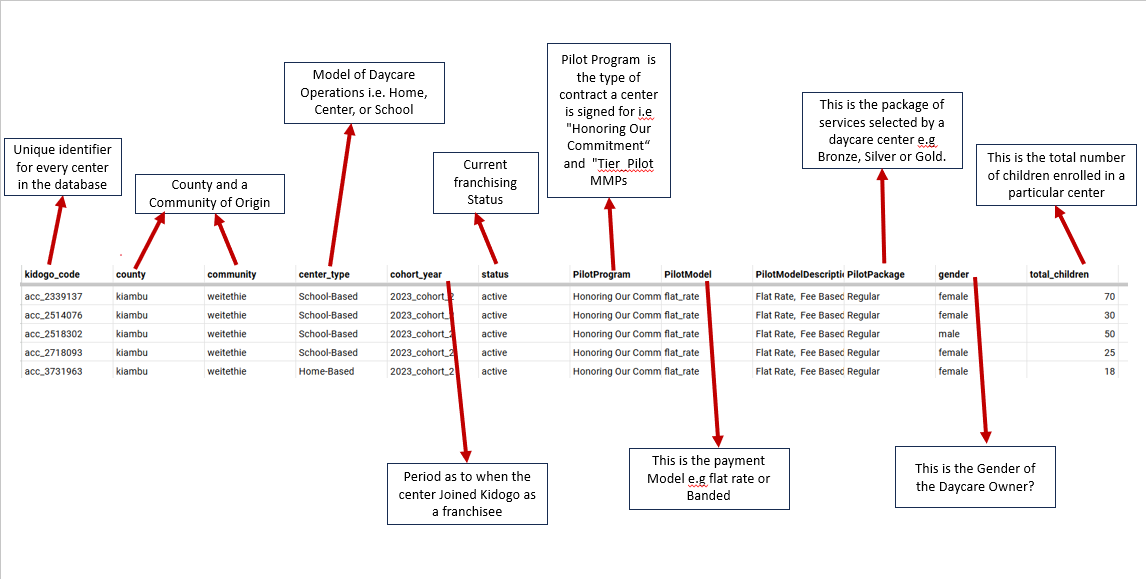 Pilot Program is
the type of
contract a center
is signed for i.e
"Honoring Our
Commitment“
and "Tier_Pilot
MMPs
Model of Daycare
Operations i.e. Home,
Center, or School
This is the package of
services selected by a
daycare center e.g
Bronze, Silver or Gold.
Unique identifier
for every center
in the database
This is the total number
of children enrolled in a
particular center
Current
franchising
Status
County and a
Community of Origin
kidogo_code county community center_type cohort_year status PilotProgram PilotModel PilotModelDescripti PilotPackage gender total_children
acc_2339137 kiambu weitethie School-Based 2023_cohort_2 active Honoring Our Comm flat_rate Flat Rate, Fee Based Regular female 70
acc_2514076 kiambu weitethie School-Based 2023_cohort_2 active Honoring Our Comm flat_rate Flat Rate, Fee Based Regular female 30
acc_2518302 kiambu weitethie School-Based 2023_cohort_2 active Honoring Our Comm flat_rate Flat Rate, Fee Based Regular male 50
acc_2718093 kiambu weitethie School-Based 2023_cohort_2 active Honoring Our Comm flat_rate Flat Rate, Fee Based Regular female 25
acc_3731963 kiambu weitethie Home-Based 2023_cohort_2 active Honoring Our Comm flat_rate Flat Rate, Fee Based Regular female 18
Period as to when the
center Joined Kidogo as
a franchisee
This is the payment
Model e.g flat rate or
Banded
This is the Gender of
the Daycare Owner?